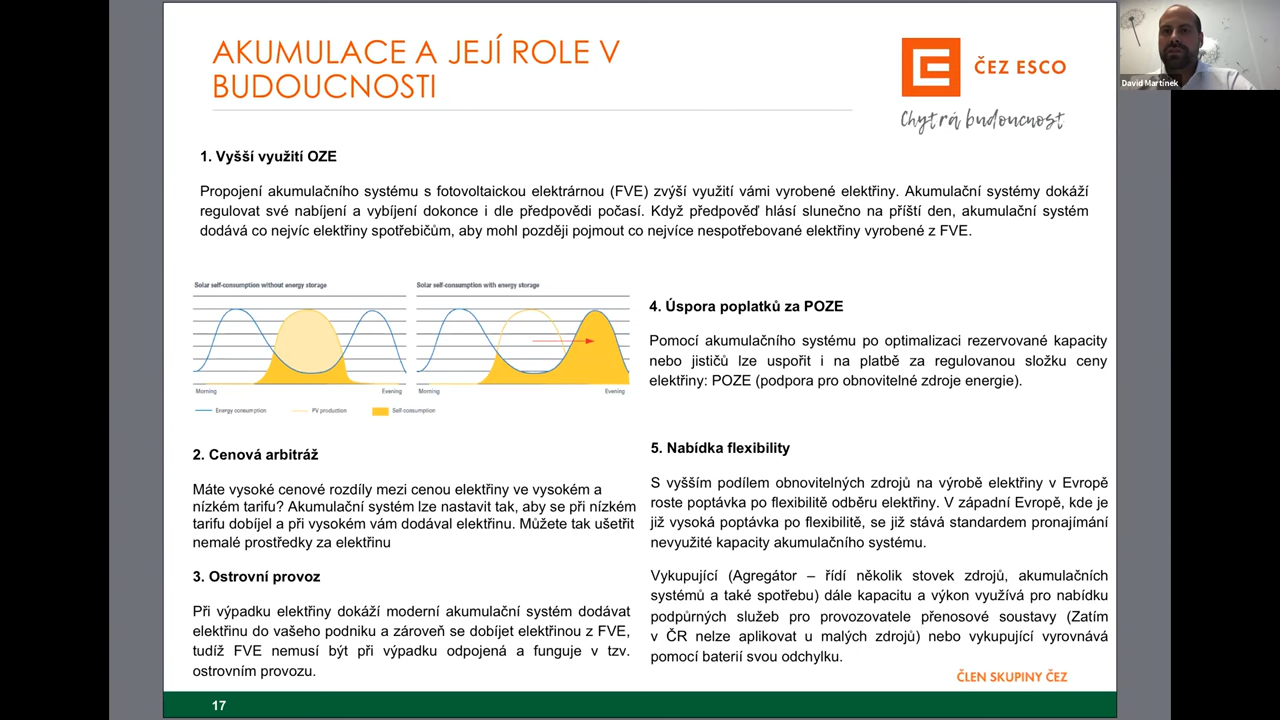 AKUMULACE A JEJÍ ROLE V
BUDOUCNOSTI
ČEZ ESCO
Chytrá budoucnost
David Martínek
1. Vyšší využití OZE
Propojení akumulačního systému s fotovoltaickou elektrárnou (FVE) zvýší využití vámi vyrobené elektřiny. Akumulační systémy dokáží
regulovat své nabíjení a vybíjení dokonce i dle předpovědi počasí. Když předpověď hlásí slunečno na příští den, akumulační systém
dodává co nejvíc elektřiny spotřebičům, aby mohl později pojmout co nejvíce nespotřebované elektřiny vyrobené z FVE.
Solar self-consumption without energy storage
Solar self-consumption with energy storage
Morning
Evening
Morning
Evening
Energy consumption
PV production
Self-consumption
2. Cenová arbitráž
Máte vysoké cenové rozdíly mezi cenou elektřiny ve vysokém a
nízkém tarifu? Akumulační systém lze nastavit tak, aby se při nízkém
tarifu dobíjel a při vysokém vám dodával elektřinu. Můžete tak ušetřit
nemalé prostředky za elektřinu
3. Ostrovní provoz
Při výpadku elektřiny dokáží moderní akumulační systém dodávat
elektřinu do vašeho podniku a zároveň se dobíjet elektřinou z FVE,
tudíž FVE nemusí být při výpadku odpojená a funguje v tzv.
ostrovním provozu.
4. Úspora poplatků za POZE
Pomocí akumulačního systému po optimalizaci rezervované kapacity
nebo jističů lze uspořit i na platbě za regulovanou složku ceny
elektřiny: POZE (podpora pro obnovitelné zdroje energie).
5. Nabídka flexibility
S vyšším podílem obnovitelných zdrojů na výrobě elektřiny v Evropě
roste poptávka po flexibilitě odběru elektřiny. V západní Evropě, kde je
již vysoká poptávka po flexibilitě, se již stává standardem pronajímání
nevyužité kapacity akumulačního systému.
Vykupující (Agregátor – řídí několik stovek zdrojů, akumulačních
systémů a také spotřebu) dále kapacitu a výkon využívá pro nabídku
podpůrných služeb pro provozovatele přenosové soustavy (Zatím
v ČR nelze aplikovat u malých zdrojů) nebo vykupující vyrovnává
pomocí baterií svou odchylku.
ČLEN SKUPINY ČEZ
17